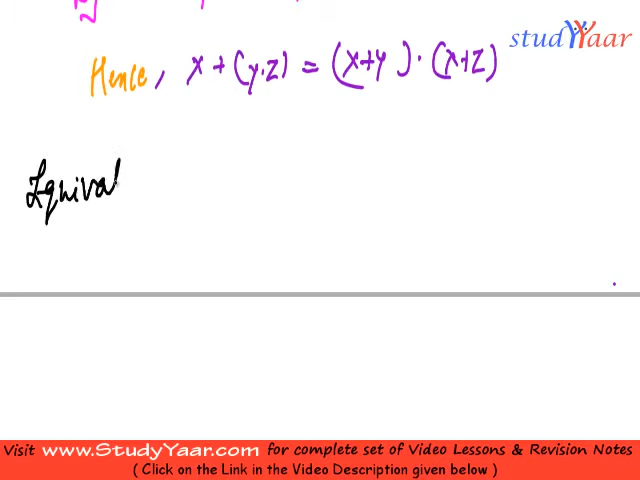 studYYaar
Hence, x + (y.z) = (x+y) . (x+z)
Equival
Visit www.StudyYaar.com for complete set of Video Lessons & Revision Notes
( Click on the Link in the Video Description given below )